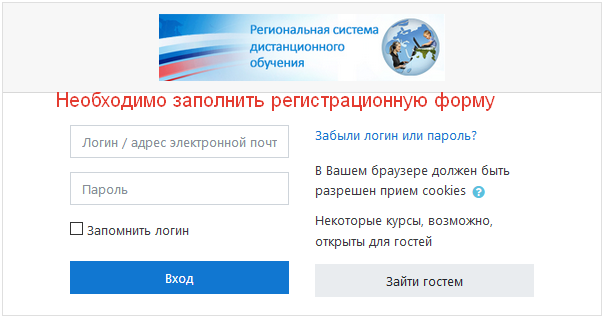 Региональная система
дистанционного
обучения
Необходимо заполнить регистрационную форму
Логин / адрес электронной почт
Пароль
Запомнить логин
Вход
Забыли логин или пароль?
В Вашем браузере должен быть
разрешен прием cookies ?
Некоторые курсы, возможно,
открыты для гостей
Зайти гостем